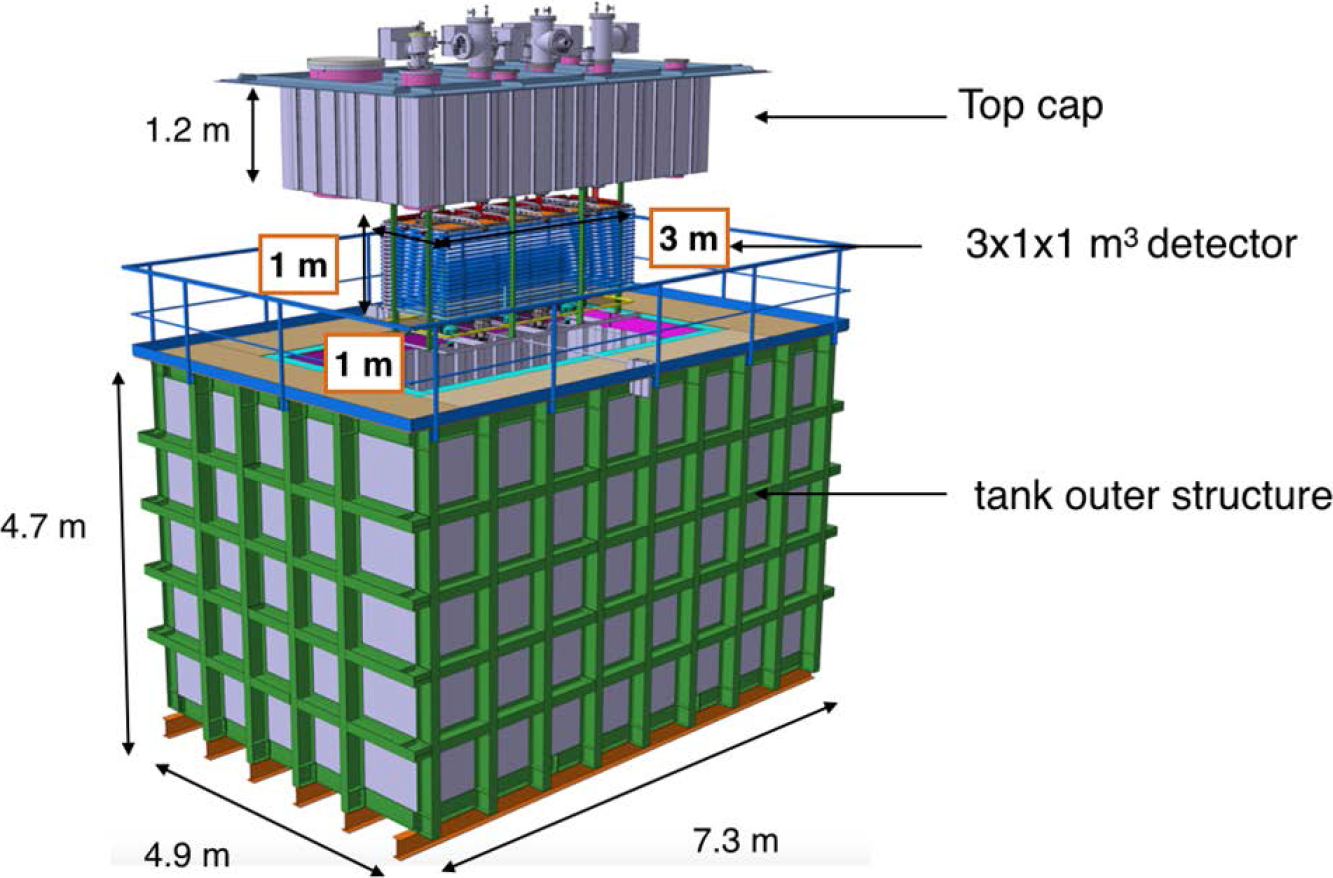 1.2 m
Top cap
3 m
3x1x1 m³ detector
1 m
1 m
tank outer structure
4.7 m
4.9 m
7.3 m